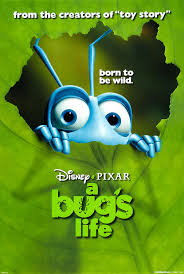 from the creators of "toy story"
born to
be wild.
Disney • PIXAR
a
bug's
life